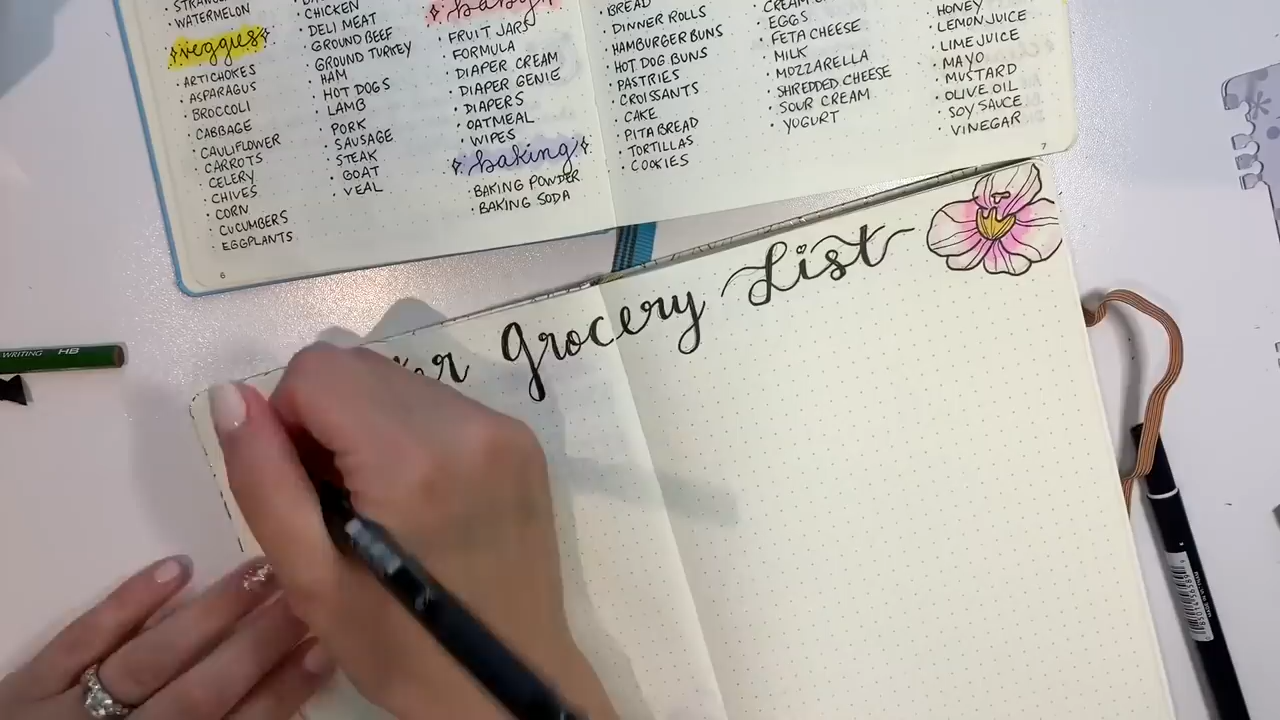 WATERMELON
veggies
• ARTICHOKES
• ASPARAGUS
• BROCCOLI
• CABBAGE
• CAULIFLOWER
• CARROTS
• CELERY
• CHIVES
• CORN
• CUCUMBERS
• EGGPLANTS
6
• CHICKEN
• DELI MEAT
• GROUND BEEF
• GROUND TURKEY
• HAM
• HOT DOGS
• LAMB
• PORK
• SAUSAGE
• STEAK
• GOAT
• VEAL
baby
• FRUIT JARS
• FORMULA
• DIAPER CREAM
• DIAPER GENIE
• DIAPERS
• OATMEAL
• WIPES
baking
• BAKING POWDER
• BAKING SODA
• BREAD
• DINNER ROLLS
• HAMBURGER BUNS
• HOT DOG BUNS
• PASTRIES
• CROISSANTS
• CAKE
• PITA BREAD
• TORTILLAS
• COOKIES
• EGGS
• FETA CHEESE
• MILK
• MOZZARELLA
• SHREDDED CHEESE
• SOUR CREAM
• YOGURT
• HONEY
• LEMON JUICE
• LIME JUICE
• MAYO
• MUSTARD
• OLIVE OIL
• SOY SAUCE
• VINEGAR
7
Grocery List
WRITING HB